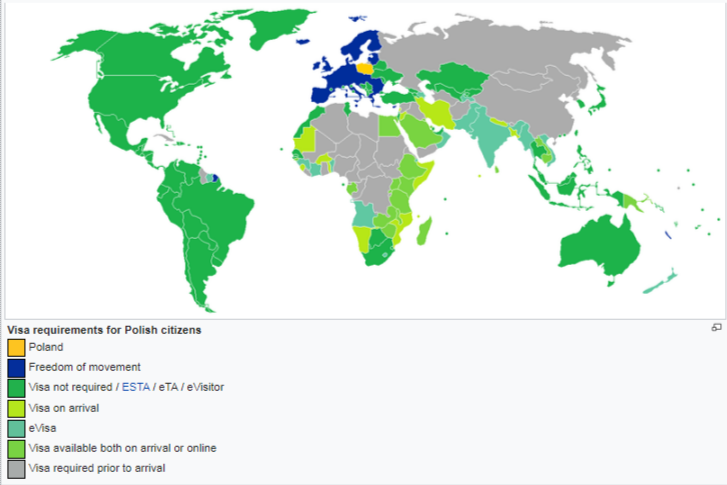 Visa requirements for Polish citizens
Poland
Freedom of movement
Visa not required / ESTA / eTA / eVisitor
Visa on arrival
eVisa
Visa available both on arrival or online
Visa required prior to arrival